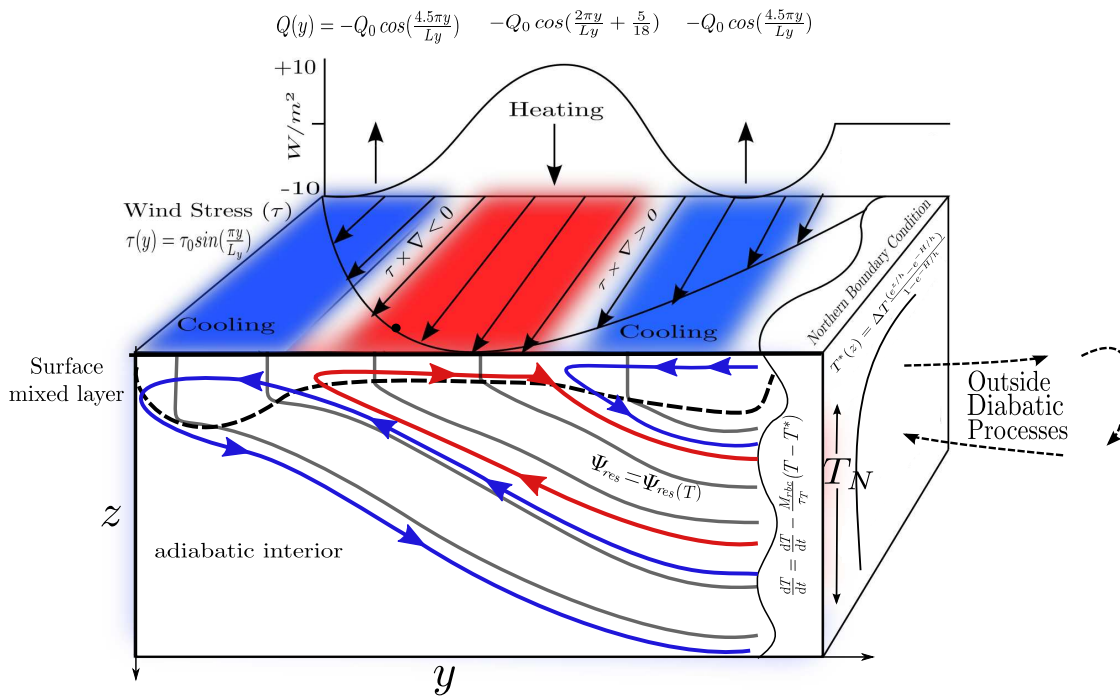 Q(y) = −Q₀ cos(4.5πy/Ly) −Q₀ cos(2πy/Ly + 5/18) −Q₀ cos(4.5πy/Ly)
+10
W/m²
-10
Heating
Wind Stress (τ)
τ(y) = τ₀sin(πy/Ly)
τ × ∇ < 0
τ × ∇ > 0
Cooling
Cooling
Northern Boundary Condition
T*(z) = ΔT (e^{z/h} − e^{−H/h})/(1 − e^{−H/h})
Surface
mixed layer
Outside
Diabatic
Processes
Ψres = Ψres(T)
T_N
dT/dt = dT/dt − M_rbc/τ_T (T − T*)
z
adiabatic interior
y